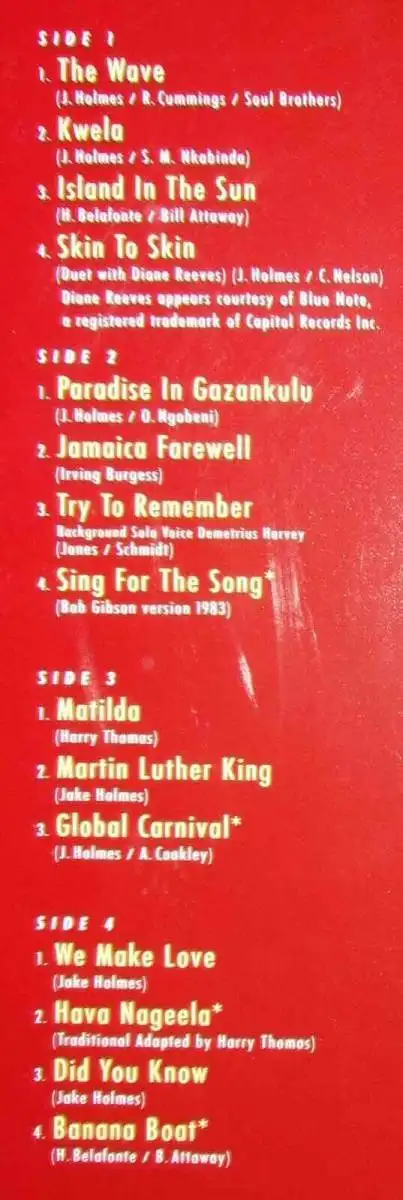 SIDE 1
1. The Wave
(J. Holmes / R. Cummings / Soul Brothers)
2. Kwela
(J. Holmes / S. M. Nkabinda)
3. Island In The Sun
(H. Belafonte / Bill Attaway)
4. Skin To Skin
(Duet with Diane Reeves) (J. Holmes / C. Nelson)
Diane Reeves appears courtesy of Blue Note,
a registered trademark of Capitol Records Inc.
SIDE 2
1. Paradise In Gazankulu
(J. Holmes / O. Ngobeni)
2. Jamaica Farewell
(Irving Burgess)
3. Try To Remember
Background Solo Voice Demetrius Harvey
(Jones / Schmidt)
4. Sing For The Song*
(Bob Gibson version 1983)
SIDE 3
1. Matilda
(Harry Thomas)
2. Martin Luther King
(Jake Holmes)
3. Global Carnival*
(J. Holmes / A. Coakley)
SIDE 4
1. We Make Love
(Jake Holmes)
2. Hava Nageela*
(Traditional Adapted by Harry Thomas)
3. Did You Know
(Jake Holmes)
4. Banana Boat*
(H. Belafonte / B. Attaway)